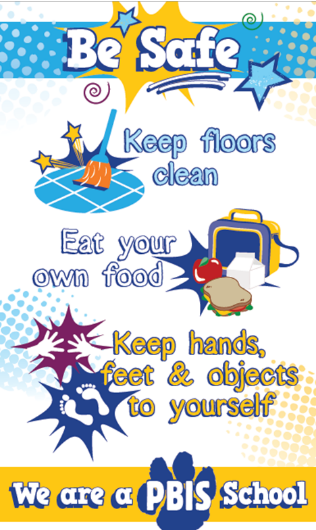 Be Safe
Keep floors
clean
Eat your
own food
Keep hands,
feet & objects
to yourself
We are a PBIS School